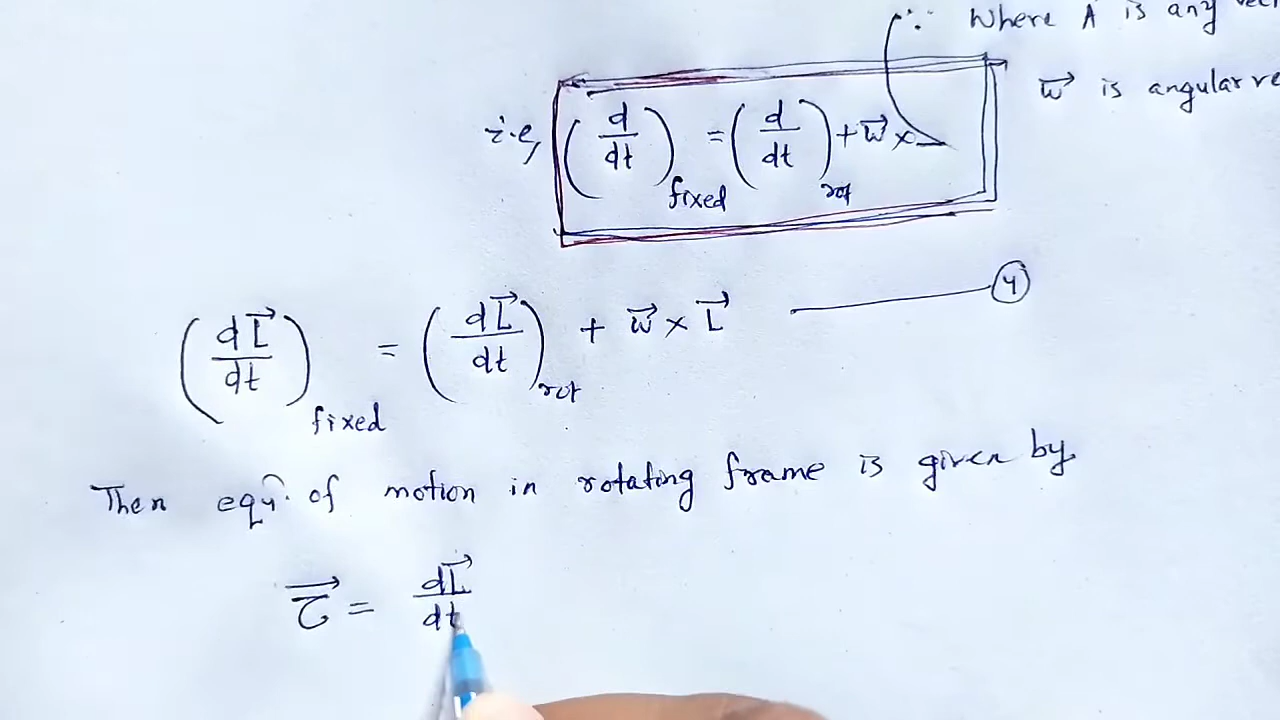 ∵ Where A is any
i.e, (d/dt)fixed = (d/dt)rot + w⃗ ×
w⃗ is angular
(dL⃗/dt)fixed = (dL⃗/dt)rot + w⃗ × L⃗ ——— ④
Then eqn. of motion in rotating frame is given by
τ⃗ = dL⃗/dt